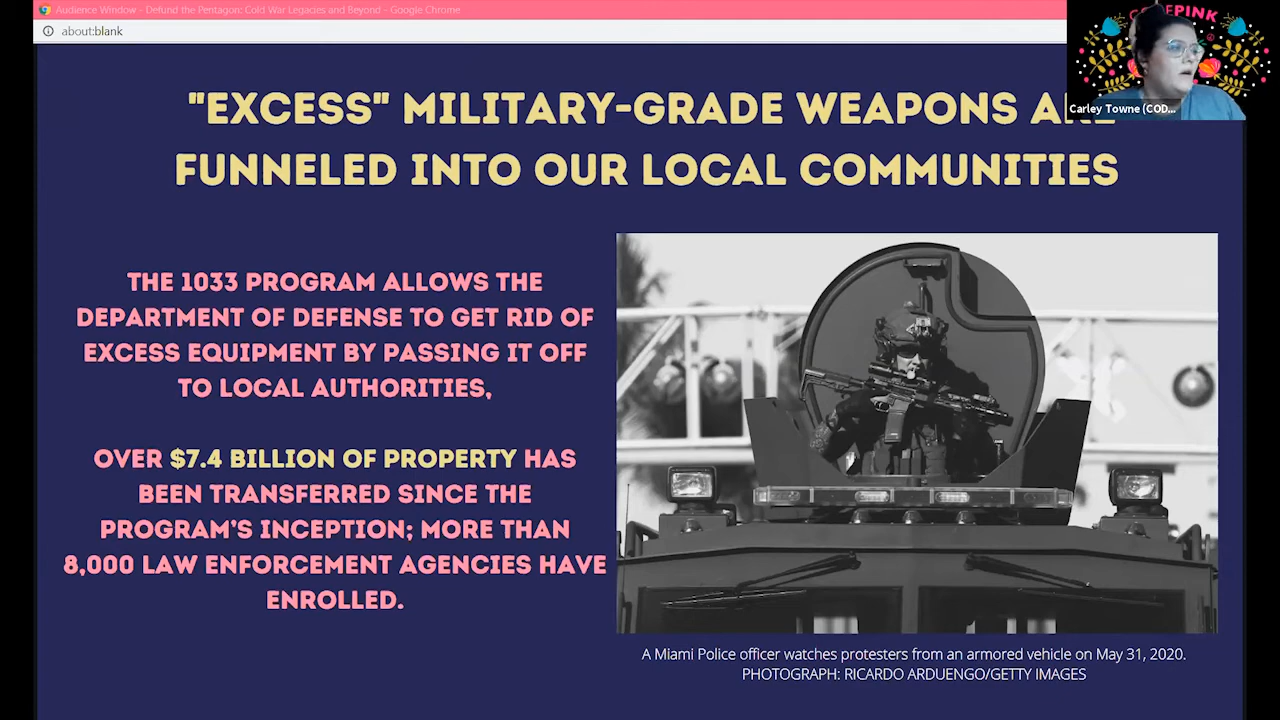 Audience Window - Defund the Pentagon: Cold War Legacies and Beyond - Google Chrome
about:blank
PINK
Carley Towne (COD...
"EXCESS" MILITARY-GRADE WEAPONS ARE
FUNNELED INTO OUR LOCAL COMMUNITIES
THE 1033 PROGRAM ALLOWS THE
DEPARTMENT OF DEFENSE TO GET RID OF
EXCESS EQUIPMENT BY PASSING IT OFF
TO LOCAL AUTHORITIES,
OVER $7.4 BILLION OF PROPERTY HAS
BEEN TRANSFERRED SINCE THE
PROGRAM'S INCEPTION; MORE THAN
8,000 LAW ENFORCEMENT AGENCIES HAVE
ENROLLED.
A Miami Police officer watches protesters from an armored vehicle on May 31, 2020.
PHOTOGRAPH: RICARDO ARDUENGO/GETTY IMAGES